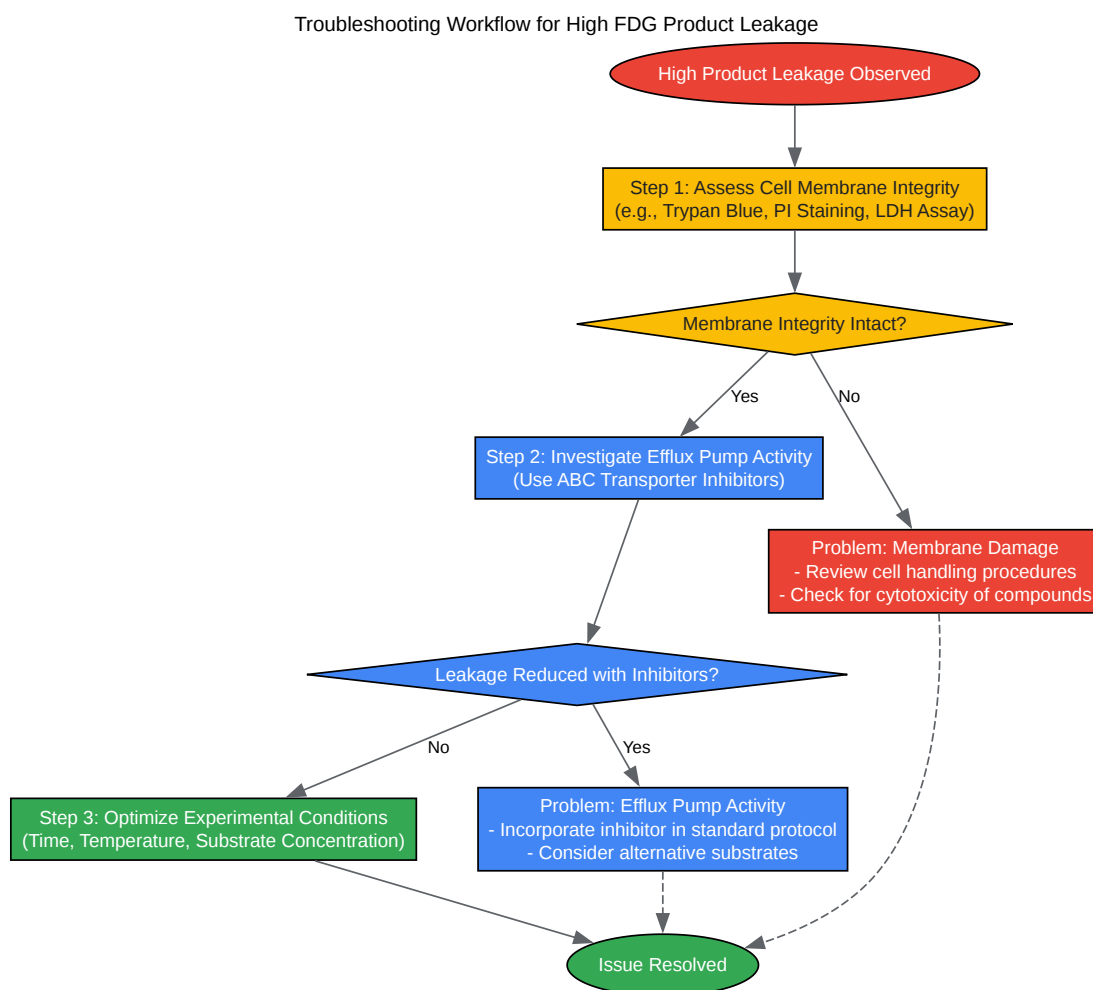 Troubleshooting Workflow for High FDG Product Leakage
High Product Leakage Observed
Step 1: Assess Cell Membrane Integrity
(e.g., Trypan Blue, PI Staining, LDH Assay)
Membrane Integrity Intact?
Yes
No
Step 2: Investigate Efflux Pump Activity
(Use ABC Transporter Inhibitors)
Problem: Membrane Damage
- Review cell handling procedures
- Check for cytotoxicity of compounds
Leakage Reduced with Inhibitors?
No
Yes
Step 3: Optimize Experimental Conditions
(Time, Temperature, Substrate Concentration)
Problem: Efflux Pump Activity
- Incorporate inhibitor in standard protocol
- Consider alternative substrates
Issue Resolved